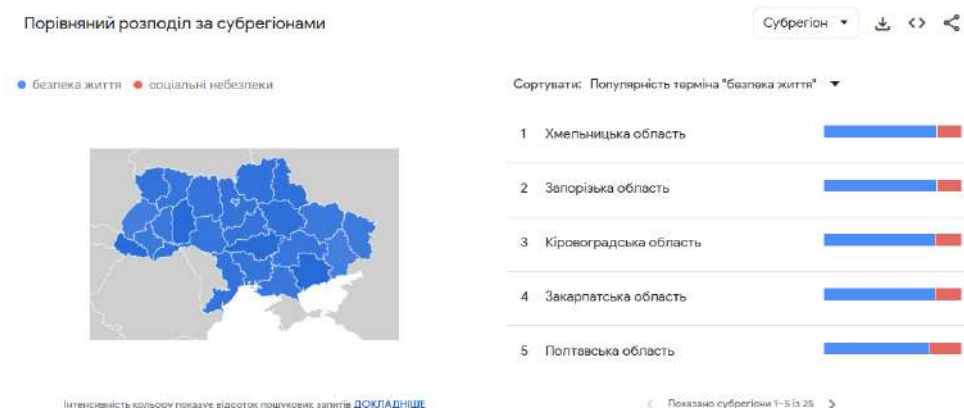 Порівняний розподіл за субрегіонами
Субрегіон
безпека життя соціальні небезпеки
Сортувати: Популярність терміна "безпека життя"
1 Хмельницька область
2 Запорізька область
3 Кіровоградська область
4 Закарпатська область
5 Полтавська область
Інтенсивність кольору показує відсоток пошукових запитів ДОКЛАДНІШЕ
Показано субрегіони 1–5 із 25